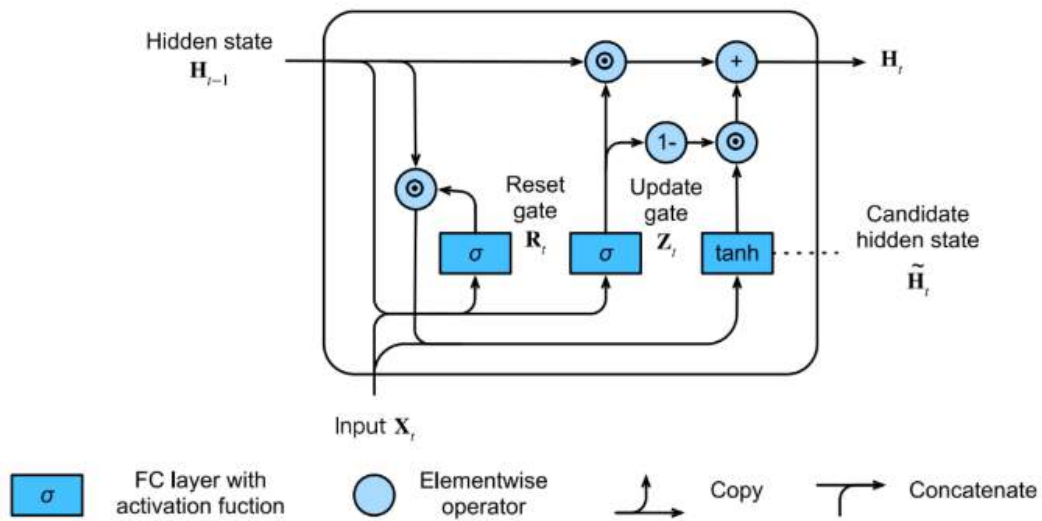 Hidden state
H_{t-1}
⊙
+
H_t
1-
⊙
⊙
Reset
gate
R_t
Update
gate
Z_t
Candidate
hidden state
H̃_t
σ
σ
tanh
Input X_t
σ
FC layer with
activation fuction
Elementwise
operator
Copy
Concatenate